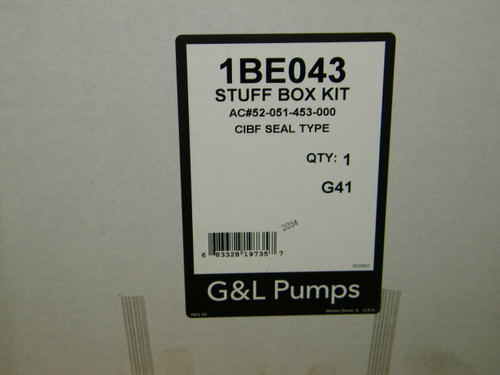 1BE043
STUFF BOX KIT
AC#52-051-453-000
CIBF SEAL TYPE
QTY: 1
G41
2034
6 83328 19735 7
G&L Pumps